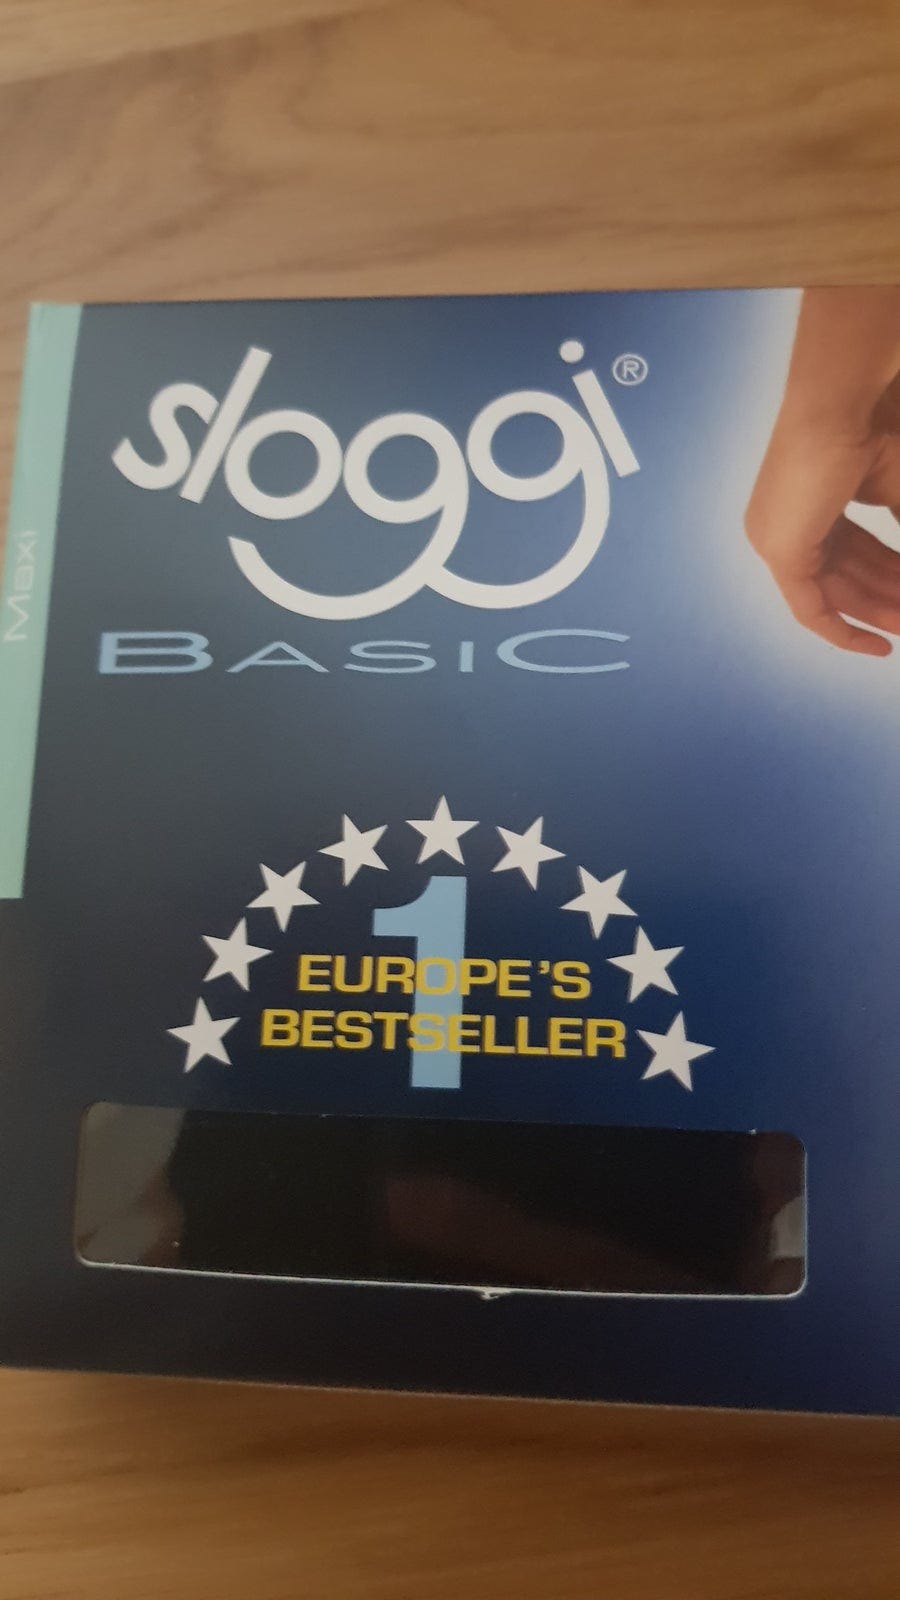 sloggi®
BASIC
Maxi
1
EUROPE'S
BESTSELLER